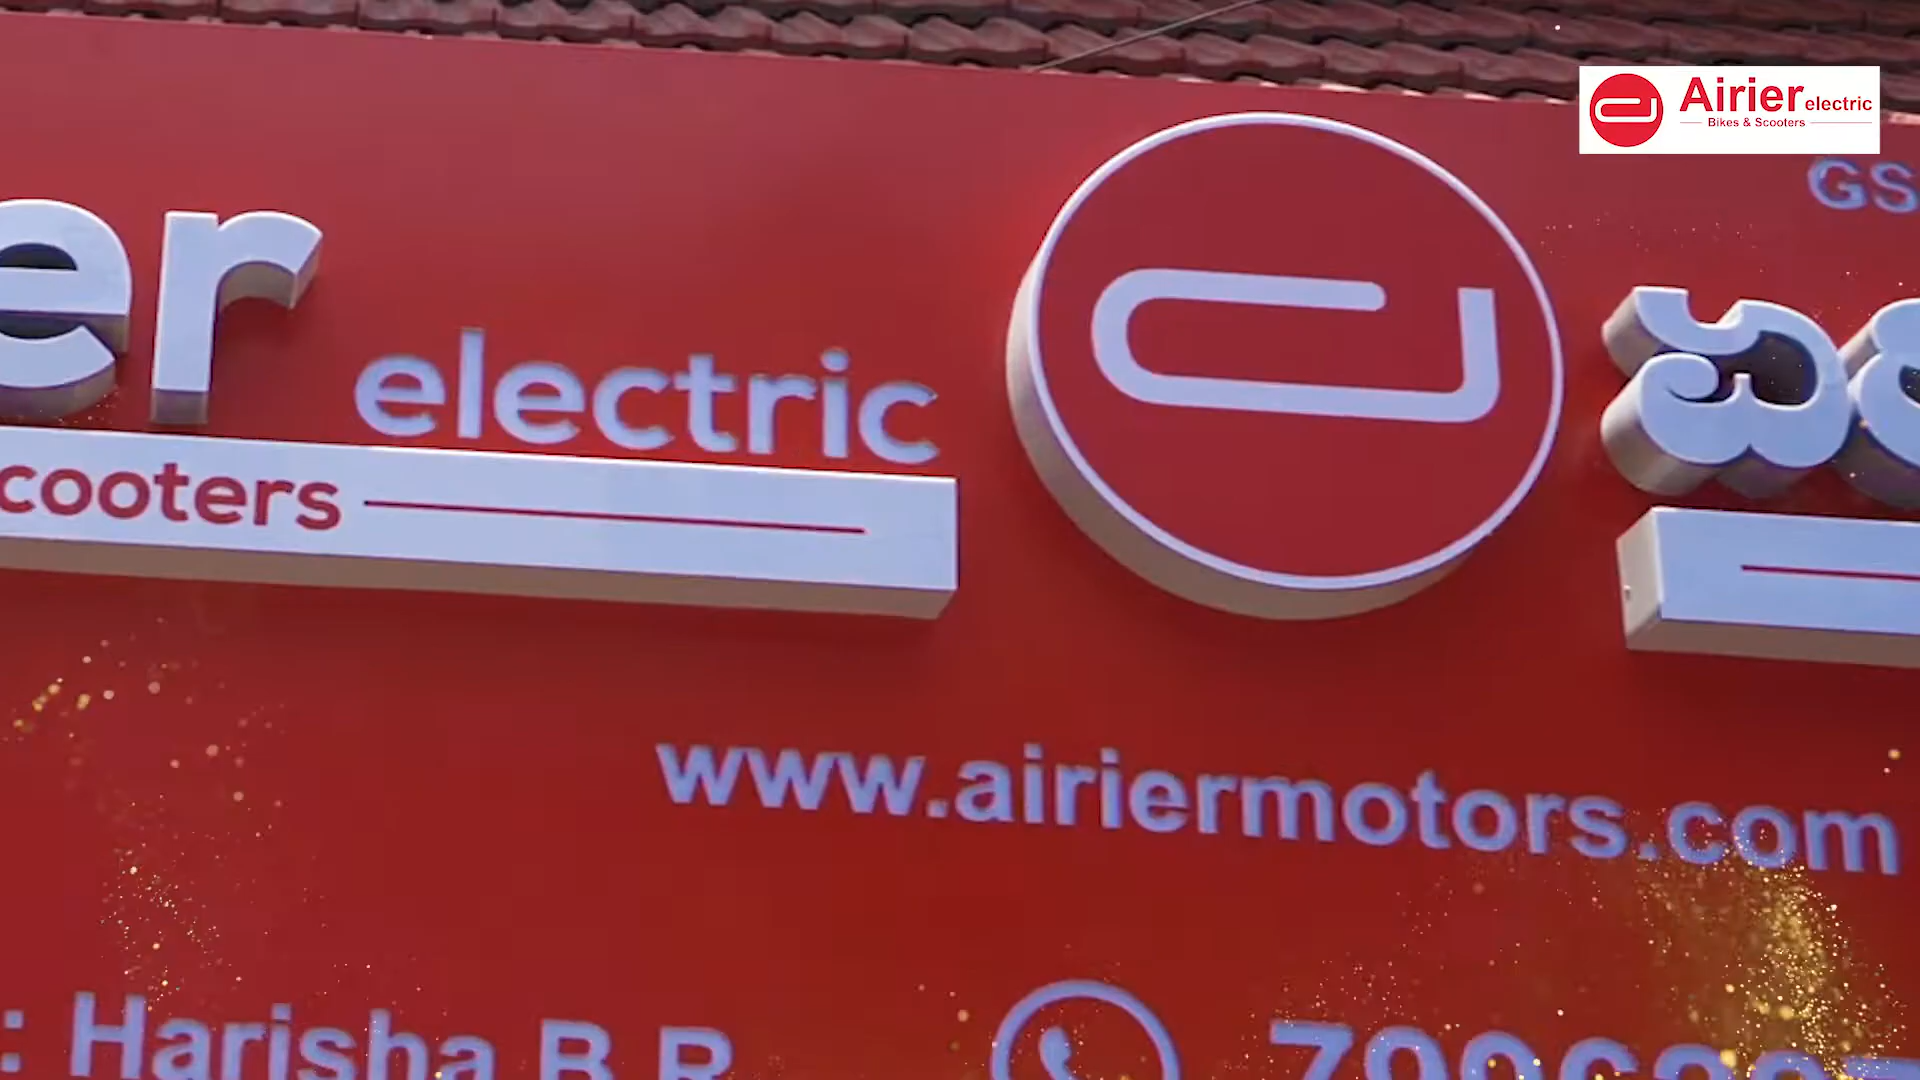 Airier electric
Bikes & Scooters
GS
er electric
cooters
www.airiermotors.com
: Harisha B R